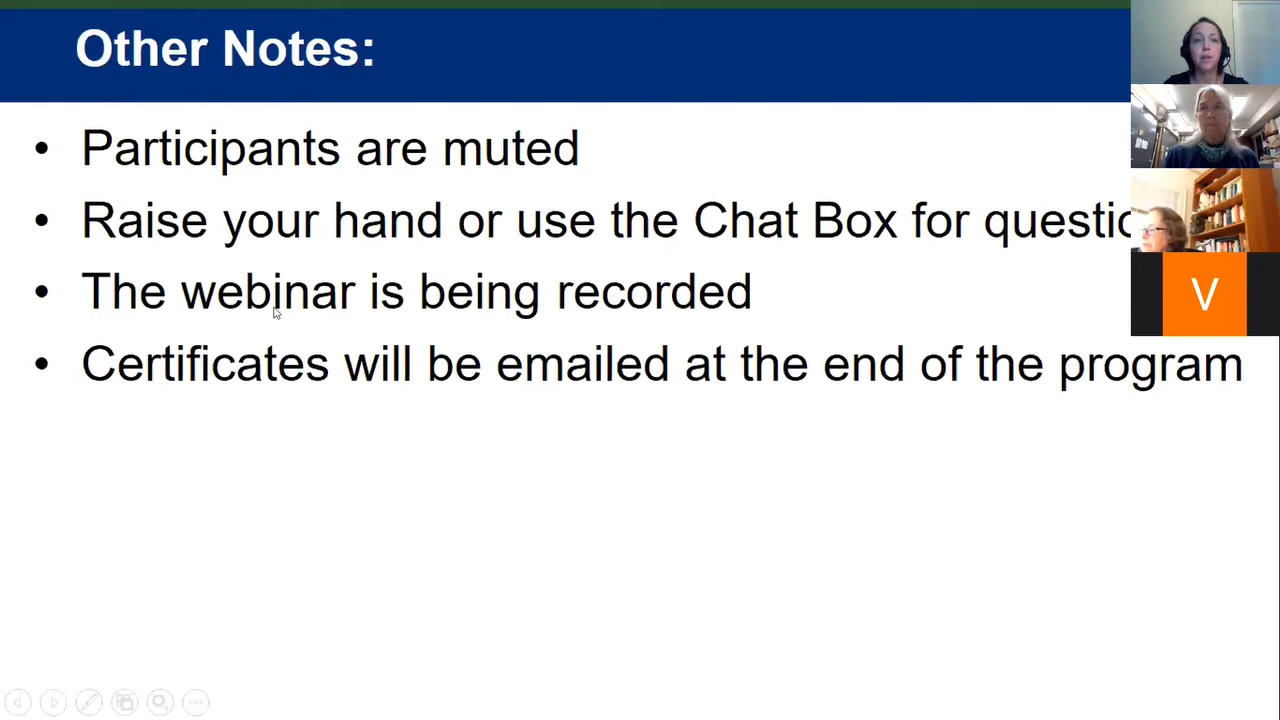 Other Notes:
• Participants are muted
• Raise your hand or use the Chat Box for questio
• The webinar is being recorded
• Certificates will be emailed at the end of the program
V